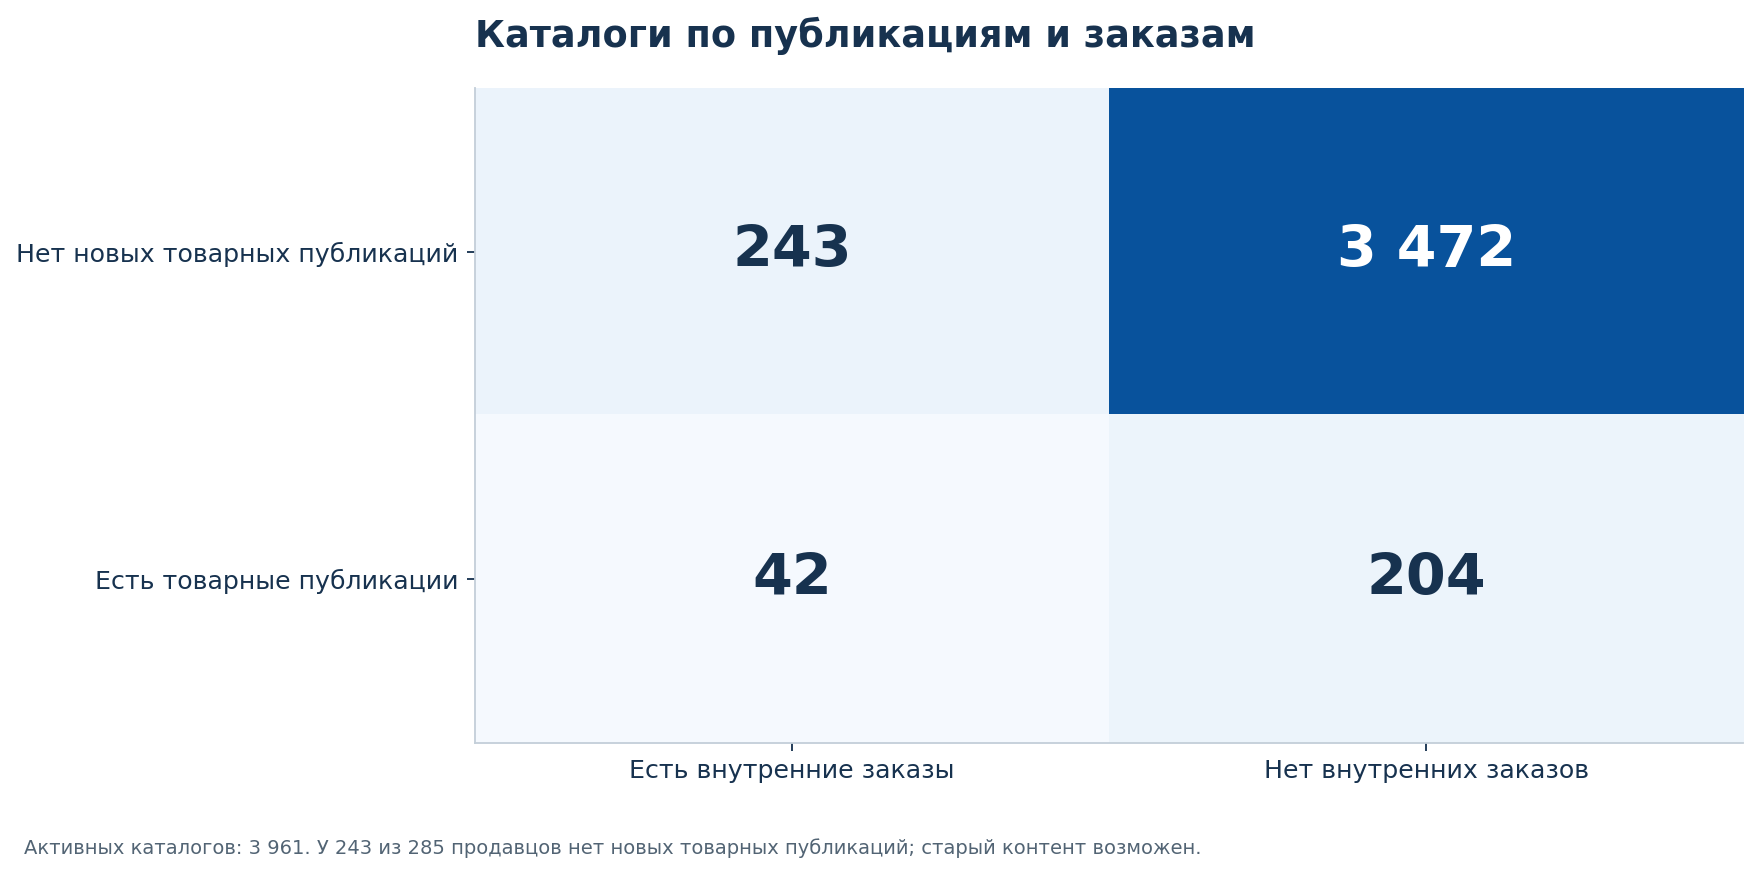 Каталоги по публикациям и заказам
Нет новых товарных публикаций
243
3 472
Есть товарные публикации
42
204
Есть внутренние заказы
Нет внутренних заказов
Активных каталогов: 3 961. У 243 из 285 продавцов нет новых товарных публикаций; старый контент возможен.